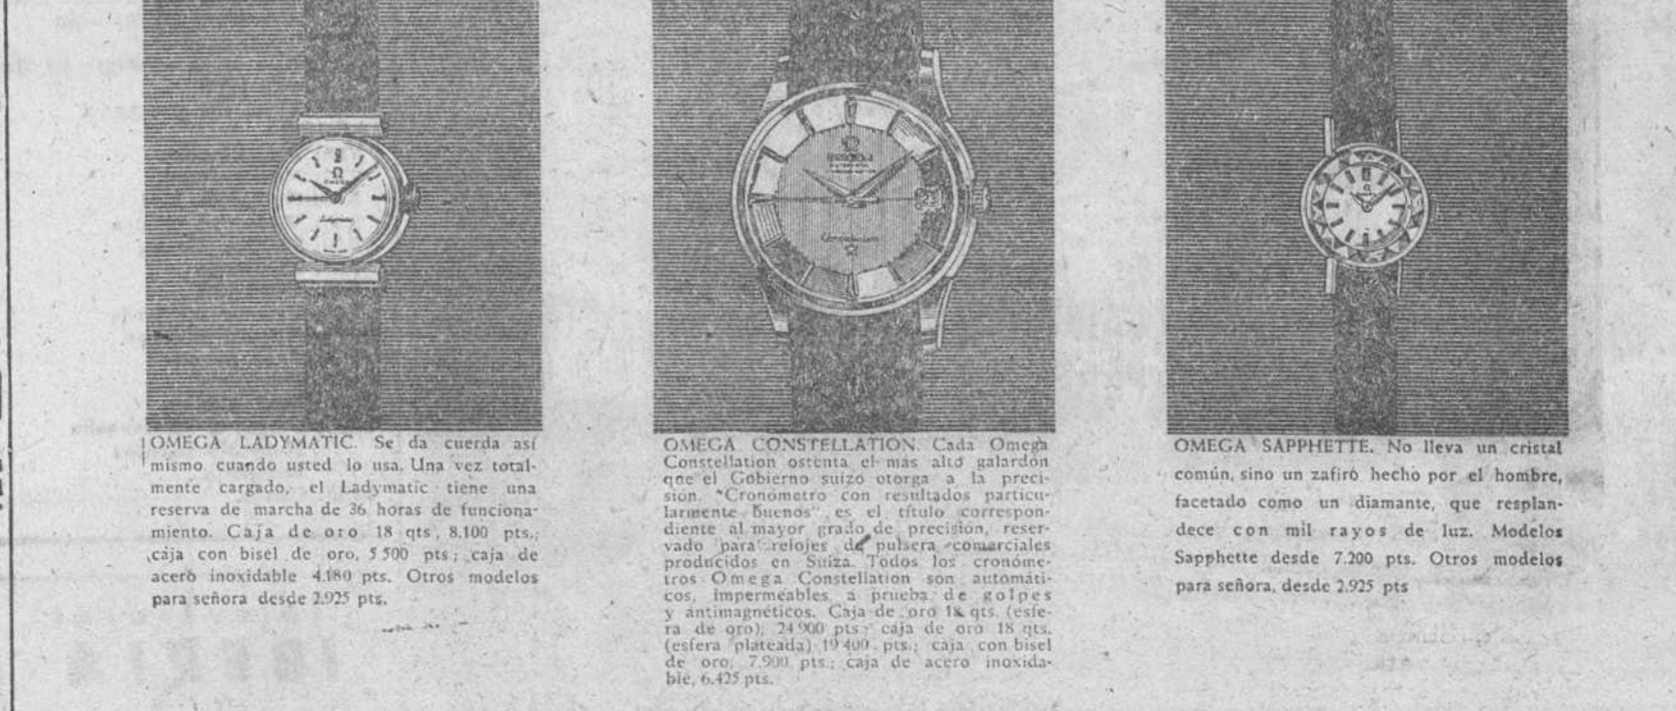 OMEGA LADYMATIC. Se da cuerda así
mismo cuando usted lo usa. Una vez total-
mente cargado, el Ladymatic tiene una
reserva de marcha de 36 horas de funciona-
miento. Caja de oro 18 qts, 8.100 pts.;
caja con bisel de oro, 5 500 pts; caja de
acero inoxidable 4.180 pts. Otros modelos
para señora desde 2.925 pts.
OMEGA CONSTELLATION. Cada Omega
Constellation ostenta el más alto galardón
que el Gobierno suizo otorga a la preci-
sión. "Cronómetro con resultados particu-
larmente buenos", es el título correspon-
diente al mayor grado de precisión, reser-
vado para relojes de pulsera comerciales
producidos en Suiza. Todos los cronóme-
tros Omega Constellation son automáti-
cos, impermeables, a prueba de golpes
y antimagnéticos. Caja de oro 18 qts. (esfe-
ra de oro); 24 900 pts; caja de oro 18 qts.
(esfera plateada) 19 400 pts.; caja con bisel
de oro, 7.900 pts.; caja de acero inoxida-
ble, 6.425 pts.
OMEGA SAPPHETTE. No lleva un cristal
común, sino un zafiro hecho por el hombre,
facetado como un diamante, que resplan-
dece con mil rayos de luz. Modelos
Sapphette desde 7.200 pts. Otros modelos
para señora, desde 2.925 pts